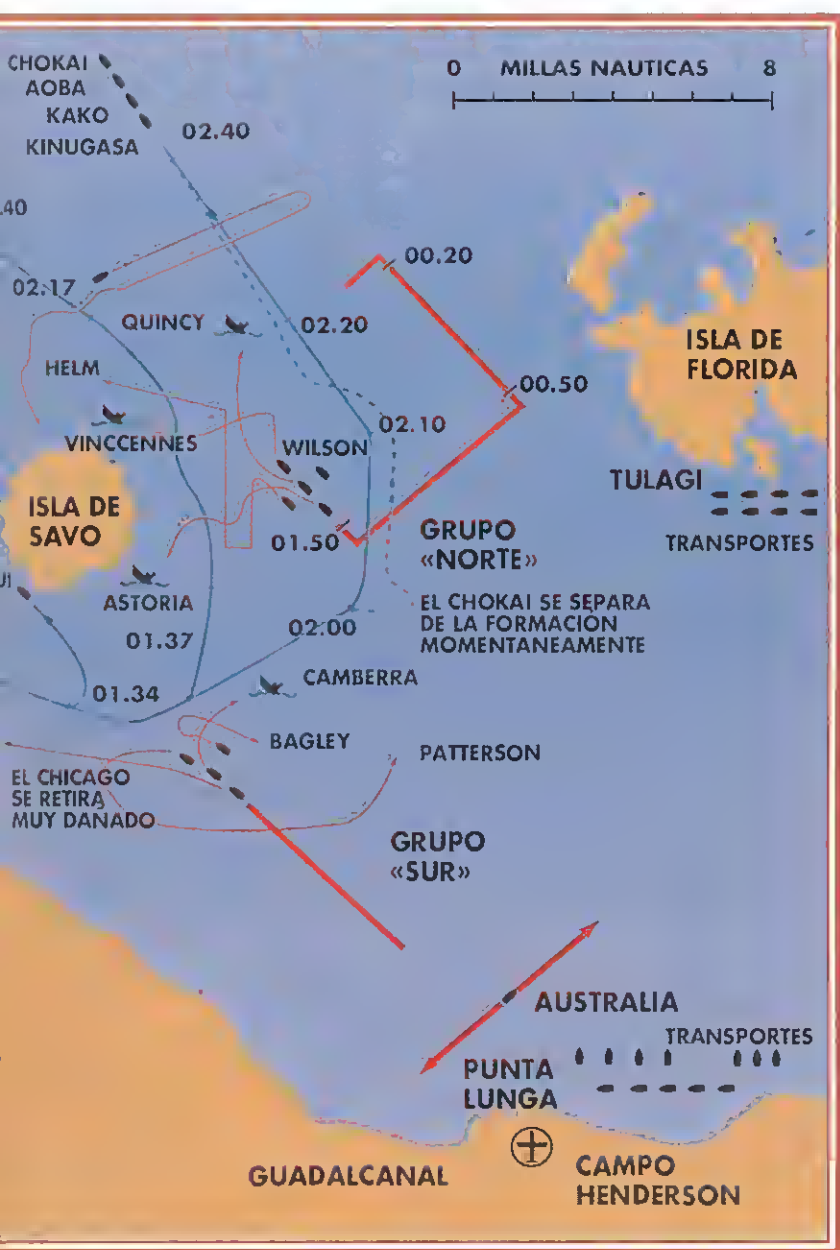 CHOKAI
AOBA
KAKO
KINUGASA
0 MILLAS NAUTICAS 8
02.40
.40
02.17
00.20
QUINCY
02.20
ISLA DE
FLORIDA
HELM
00.50
02.10
VINCCENNES
WILSON
TULAGI
ISLA DE
SAVO
01.50
GRUPO
«NORTE»
TRANSPORTES
ASTORIA
EL CHOKAI SE SEPARA
DE LA FORMACION
MOMENTANEAMENTE
01.37
02.00
01.34
CAMBERRA
BAGLEY
PATTERSON
EL CHICAGO
SE RETIRA
MUY DANADO
GRUPO
«SUR»
AUSTRALIA
TRANSPORTES
PUNTA
LUNGA
GUADALCANAL
CAMPO
HENDERSON